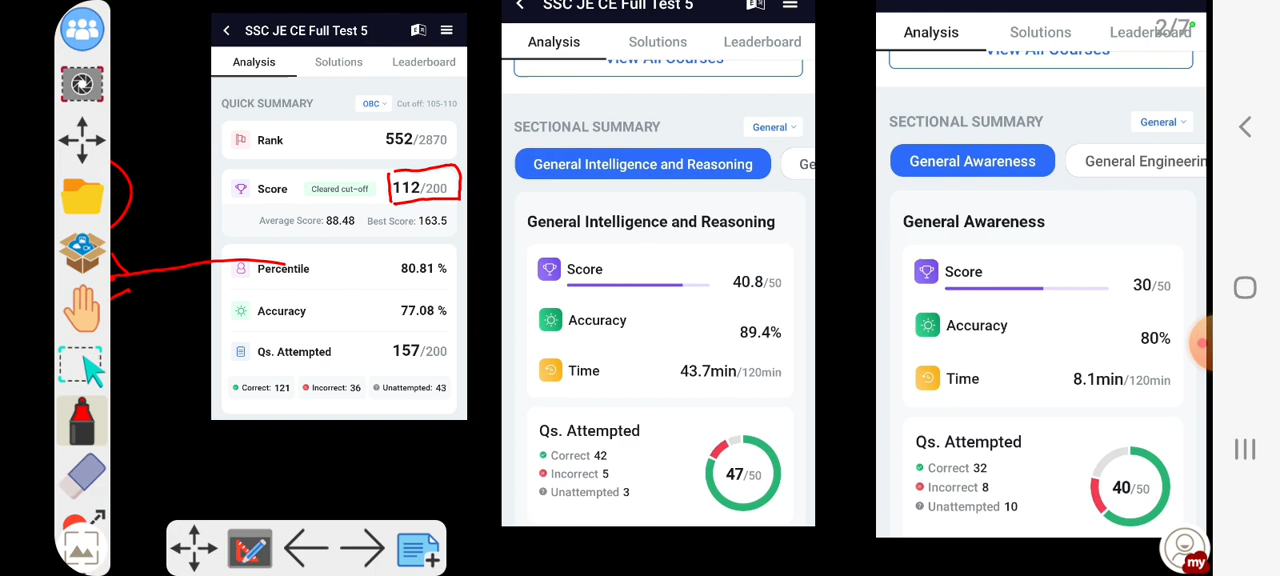 SSC JE CE Full Test 5
Analysis Solutions Leaderboard
QUICK SUMMARY OBC Cut off: 105-110
Rank 552/2870
Score Cleared cut-off 112/200
Average Score: 88.48 Best Score: 163.5
Percentile 80.81 %
Accuracy 77.08 %
Qs. Attempted 157/200
Correct: 121 Incorrect: 36 Unattempted: 43
SSC JE CE Full Test 5
Analysis Solutions Leaderboard
View All Courses
SECTIONAL SUMMARY General
General Intelligence and Reasoning Ge
General Intelligence and Reasoning
Score 40.8/50
Accuracy 89.4%
Time 43.7min/120min
Qs. Attempted
Correct 42
Incorrect 5
Unattempted 3
47/50
2/7
Analysis Solutions Leaderboard
View All Courses
SECTIONAL SUMMARY General
General Awareness General Engineerin
General Awareness
Score 30/50
Accuracy 80%
Time 8.1min/120min
Qs. Attempted
Correct 32
Incorrect 8
Unattempted 10
40/50
my